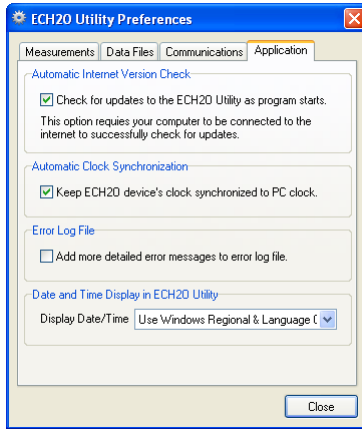 ECH2O Utility Preferences
Measurements Data Files Communications Application
Automatic Internet Version Check
Check for updates to the ECH2O Utility as program starts.
This option requies your computer to be connected to the
internet to successfully check for updates.
Automatic Clock Synchronization
Keep ECH2O device's clock synchronized to PC clock.
Error Log File
Add more detailed error messages to error log file.
Date and Time Display in ECH2O Utility
Display Date/Time Use Windows Regional & Language O
Close